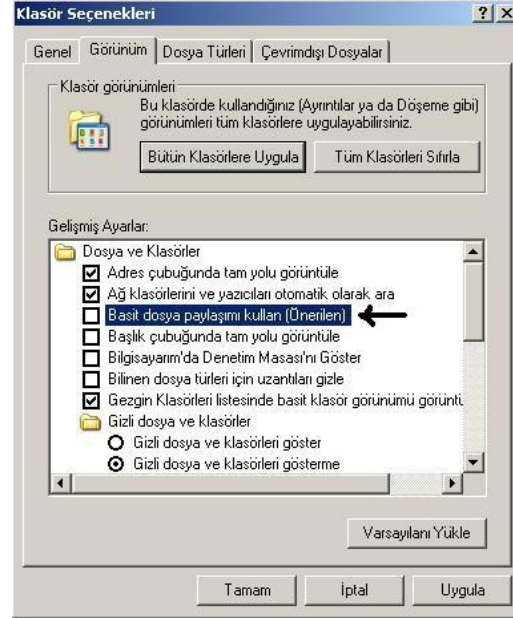 Klasör Seçenekleri
Genel Görünüm Dosya Türleri Çevrimdışı Dosyalar
Klasör görünümleri
Bu klasörde kullandığınız (Ayrıntılar ya da Döşeme gibi)
görünümleri tüm klasörlere uygulayabilirsiniz.
Bütün Klasörlere Uygula Tüm Klasörleri Sıfırla
Gelişmiş Ayarlar:
Dosya ve Klasörler
Adres çubuğunda tam yolu görüntüle
Ağ klasörlerini ve yazıcıları otomatik olarak ara
Basit dosya paylaşımı kullan (Önerilen)
Başlık çubuğunda tam yolu görüntüle
Bilgisayarım'da Denetim Masası'nı Göster
Bilinen dosya türleri için uzantıları gizle
Gezgin Klasörleri listesinde basit klasör görünümü görüntü
Gizli dosya ve klasörler
Gizli dosya ve klasörleri göster
Gizli dosya ve klasörleri gösterme
Varsayılanı Yükle
Tamam İptal Uygula